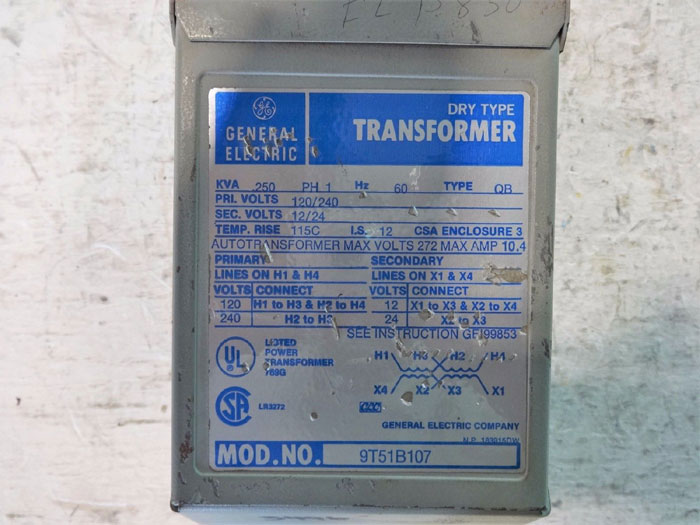 DRY TYPE
GENERAL ELECTRIC
TRANSFORMER
KVA .250 PH 1 Hz 60 TYPE QB
PRI. VOLTS 120/240
SEC. VOLTS 12/24
TEMP. RISE 115C I.S. 12 CSA ENCLOSURE 3
AUTOTRANSFORMER MAX VOLTS 272 MAX AMP 10.4
PRIMARY SECONDARY
LINES ON H1 & H4 LINES ON X1 & X4
VOLTS CONNECT VOLTS CONNECT
120 H1 to H3 & H2 to H4 12 X1 to X3 & X2 to X4
240 H2 to H3 24 X2 to X3
SEE INSTRUCTION GEJ99853
UL
LISTED
POWER
TRANSFORMER
H1 H3 H2 H4
X4 X2 X3 X1
SA LR3272
GENERAL ELECTRIC COMPANY
MOD.NO. 9T51B107